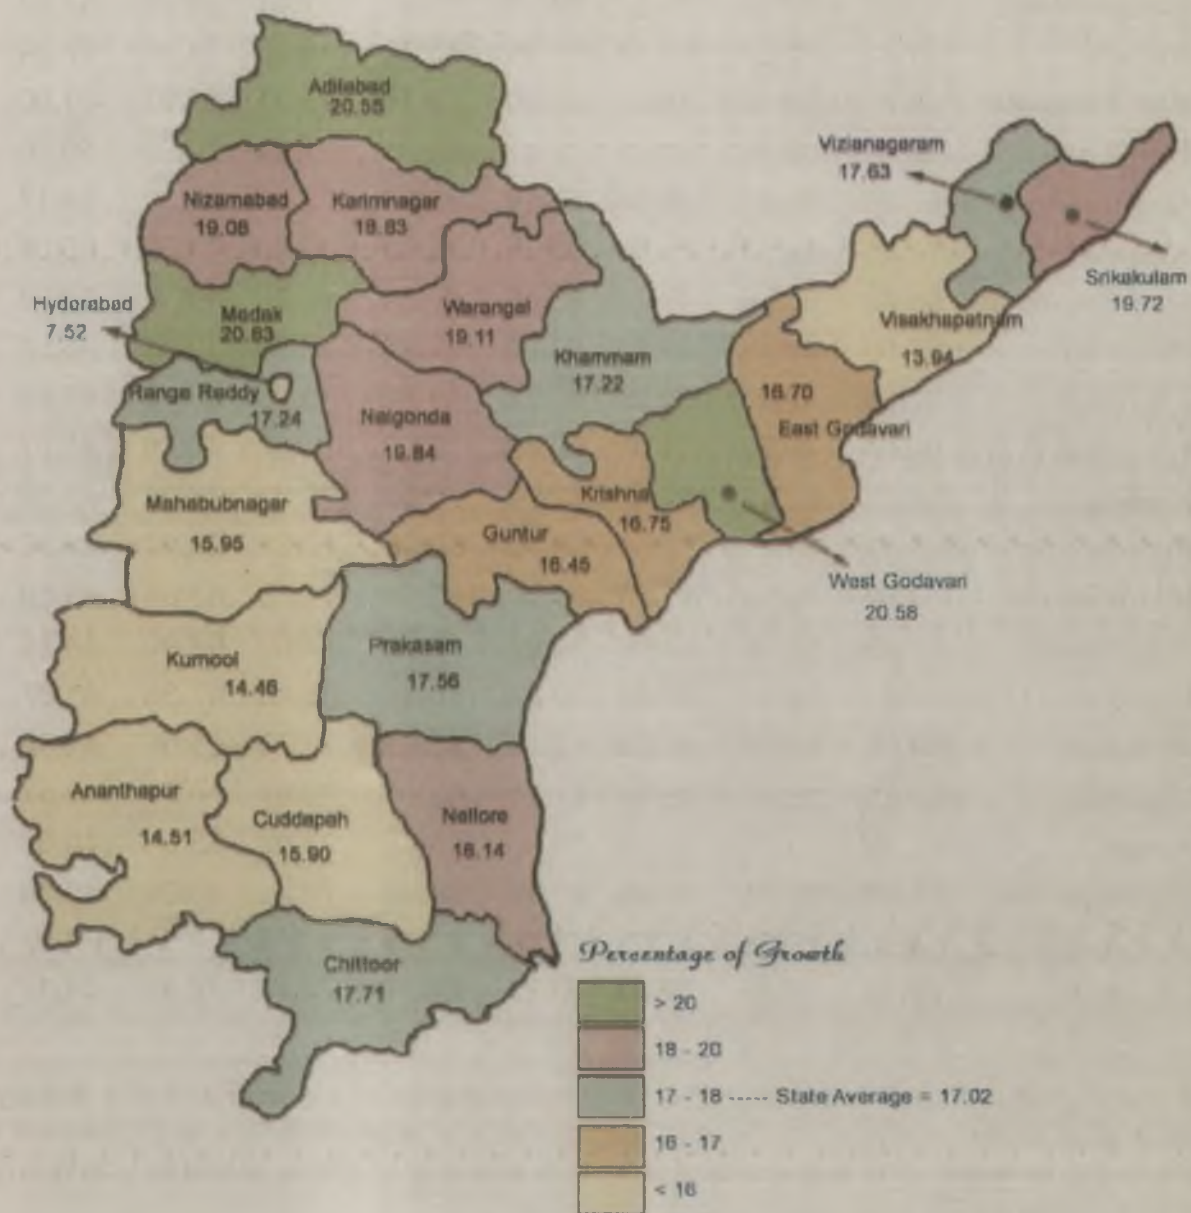 Adilabad
20.55
Vizianagaram
17.63
Nizamabad
19.08
Karimnagar
18.83
Srikakulam
19.72
Hyderabad
7.52
Medak
20.63
Warangal
19.11
Visakhapatnam
13.94
Khammam
17.22
Ranga Reddy
17.24
16.70
East Godavari
Nalgonda
19.84
Mahabubnagar
15.95
Krishna
16.75
Guntur
16.45
West Godavari
20.58
Prakasam
17.56
Kurnool
14.46
Ananthapur
14.51
Cuddapah
15.90
Nellore
18.14
Chittoor
17.71
Percentage of Growth
> 20
18 - 20
17 - 18 ----- State Average = 17.02
16 - 17
< 16